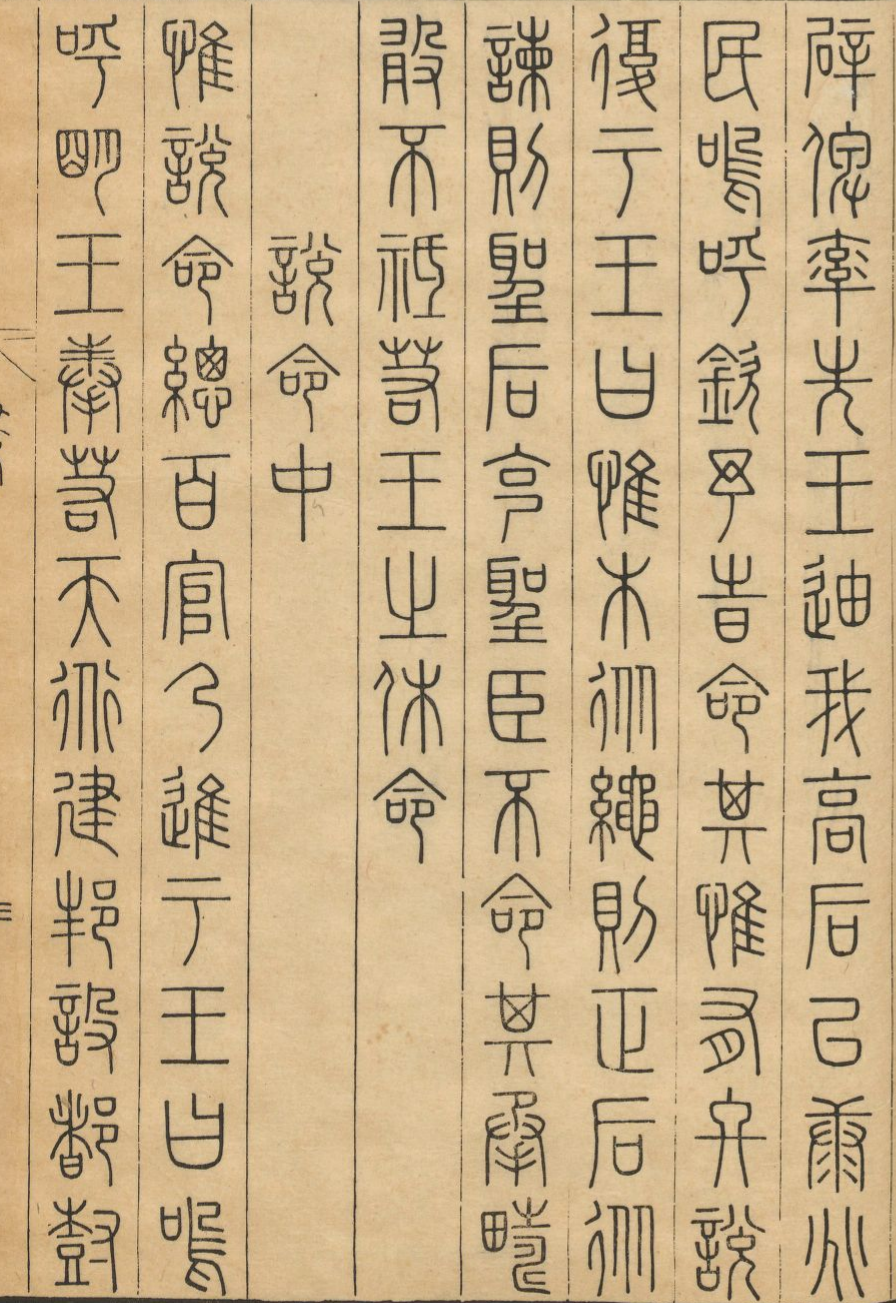 辟俾率先王迪我高后以康兆
民嗚呼欽予時命其惟有終說
復于王曰惟木從繩則正后從
諫則聖后克聖臣不命其承疇
敢不祗若王之休命
說命中
惟說命總百官乃進于王曰嗚
呼明王奉若天道建邦設都樹